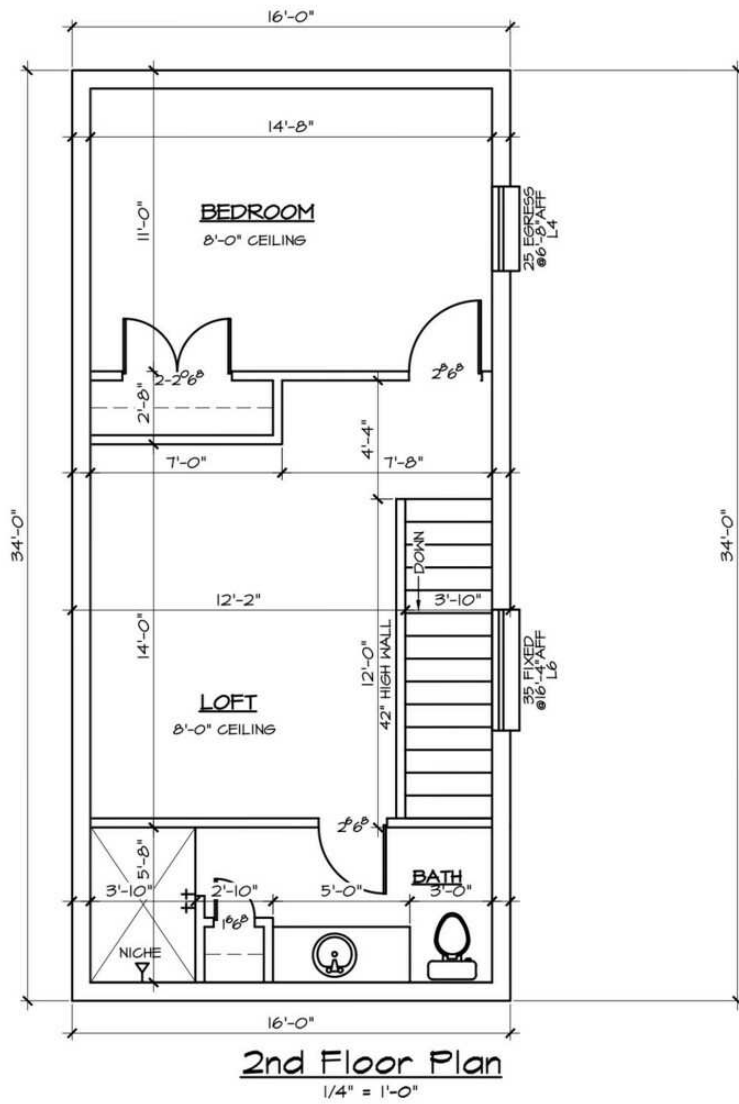 16'-0"
14'-8"
11'-0"
BEDROOM
8'-0" CEILING
25 EGRESS
@6'-8"AFF
L4
2-2⁰6⁸
2⁸6⁸
2'-8"
4'-4"
7'-0"
7'-8"
34'-0"
34'-0"
DOWN
12'-2"
3'-10"
14'-0"
12'-0"
42" HIGH WALL
35 FIXED
@16'-4"AFF
L6
LOFT
8'-0" CEILING
2⁸6⁸
5'-8"
BATH
3'-10"
2'-10"
5'-0"
3'-0"
1⁶6⁸
NICHE
16'-0"
2nd Floor Plan
1/4" = 1'-0"